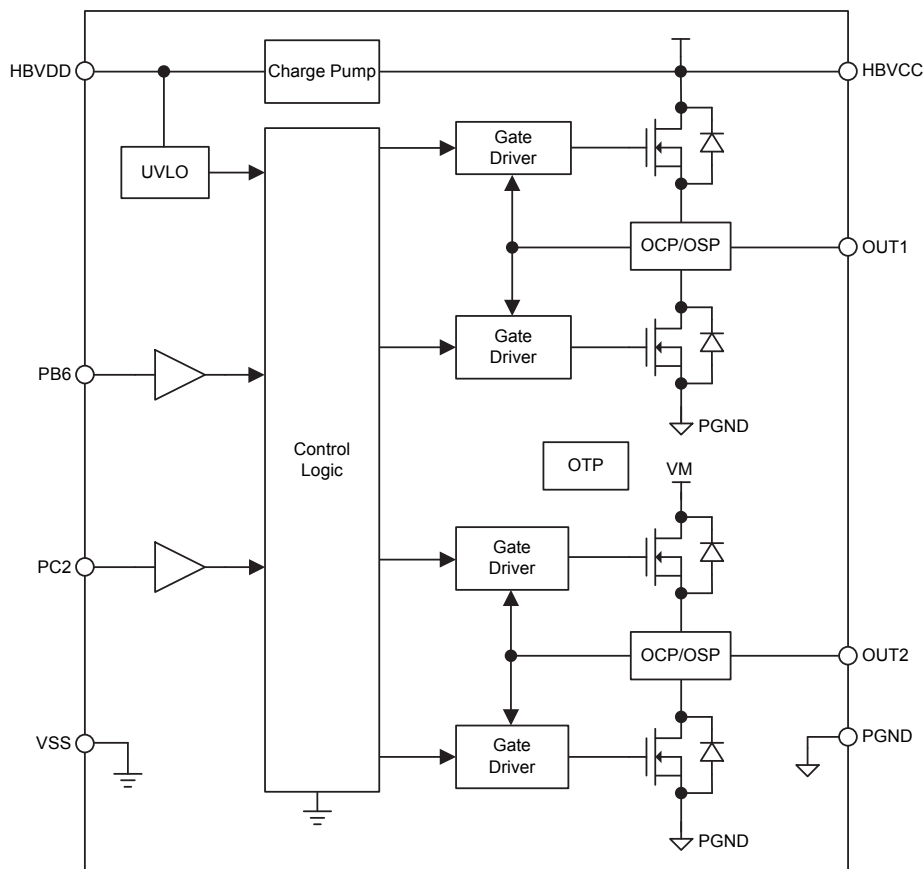 HBVDD
Charge Pump
HBVCC
Gate
Driver
UVLO
OCP/OSP
OUT1
Gate
Driver
PB6
PGND
Control
Logic
OTP
VM
Gate
Driver
PC2
OCP/OSP
OUT2
VSS
Gate
Driver
PGND
PGND